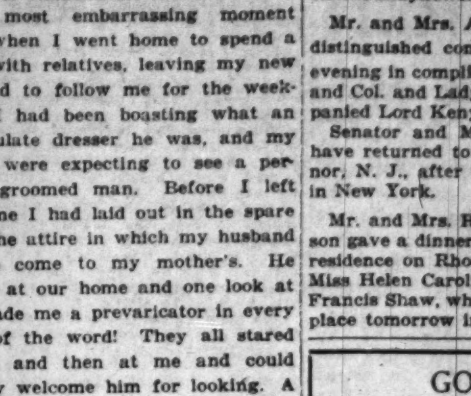 most embarrassing moment
when I went home to spend a
with relatives, leaving my new
d to follow me for the week-
I had been boasting what an
ulate dresser he was, and my
were expecting to see a per-
groomed man. Before I left
ne I had laid out in the spare
he attire in which my husband
come to my mother's. He
at our home and one look at
ade me a prevaricator in every
of the word! They all stared
and then at me and could
y welcome him for looking. A
Mr. and Mrs. A
distinguished co
evening in compli
and Col. and Lad
panied Lord Ken
Senator and M
have returned to
nor, N. J., after
in New York.
Mr. and Mrs. R
son gave a dinner
residence on Rho
Miss Helen Carol
Francis Shaw, wh
place tomorrow i
GO